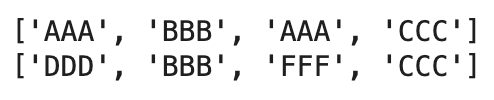 ['AAA', 'BBB', 'AAA', 'CCC']
['DDD', 'BBB', 'FFF', 'CCC']